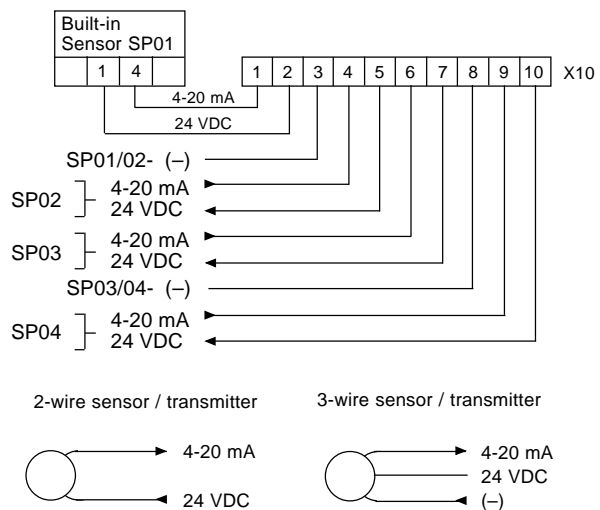 Built-in
Sensor SP01
1 4
1 2 3 4 5 6 7 8 9 10 X10
4-20 mA
24 VDC
SP01/02- (–)
SP02 4-20 mA
24 VDC
SP03 4-20 mA
24 VDC
SP03/04- (–)
SP04 4-20 mA
24 VDC
2-wire sensor / transmitter 3-wire sensor / transmitter
4-20 mA 4-20 mA
24 VDC
24 VDC (–)